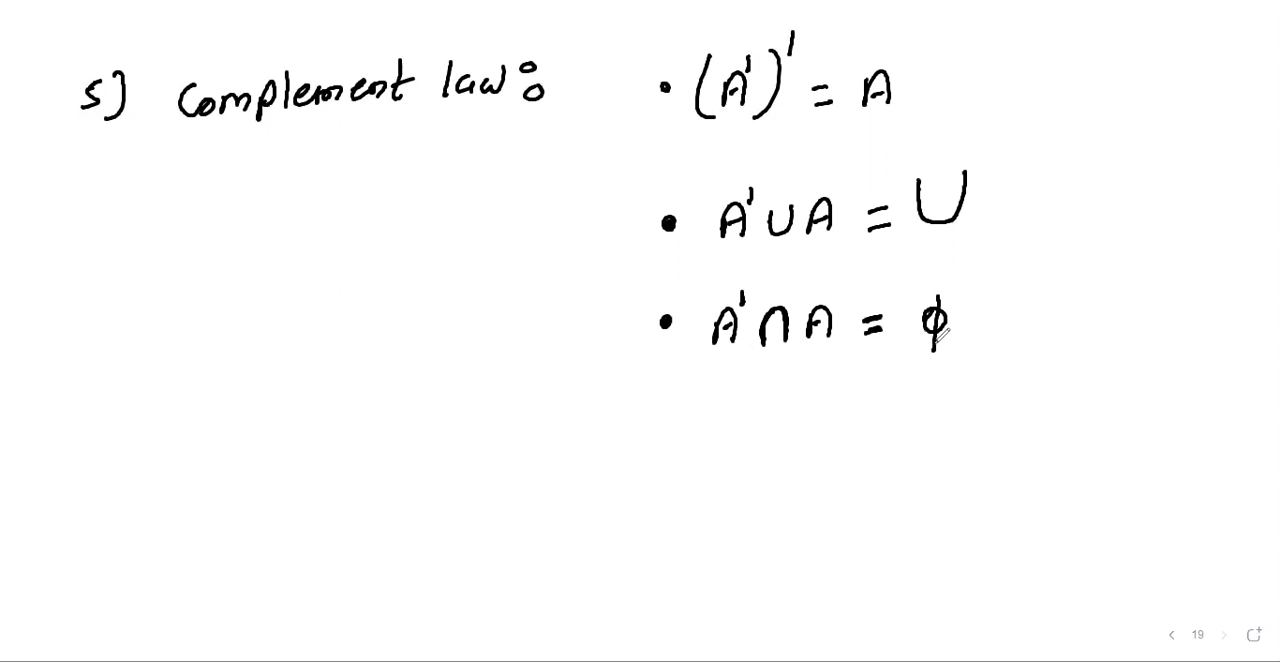 5) Complement law:
• (A')' = A
• A' ∪ A = U
• A' ∩ A = ϕ
19